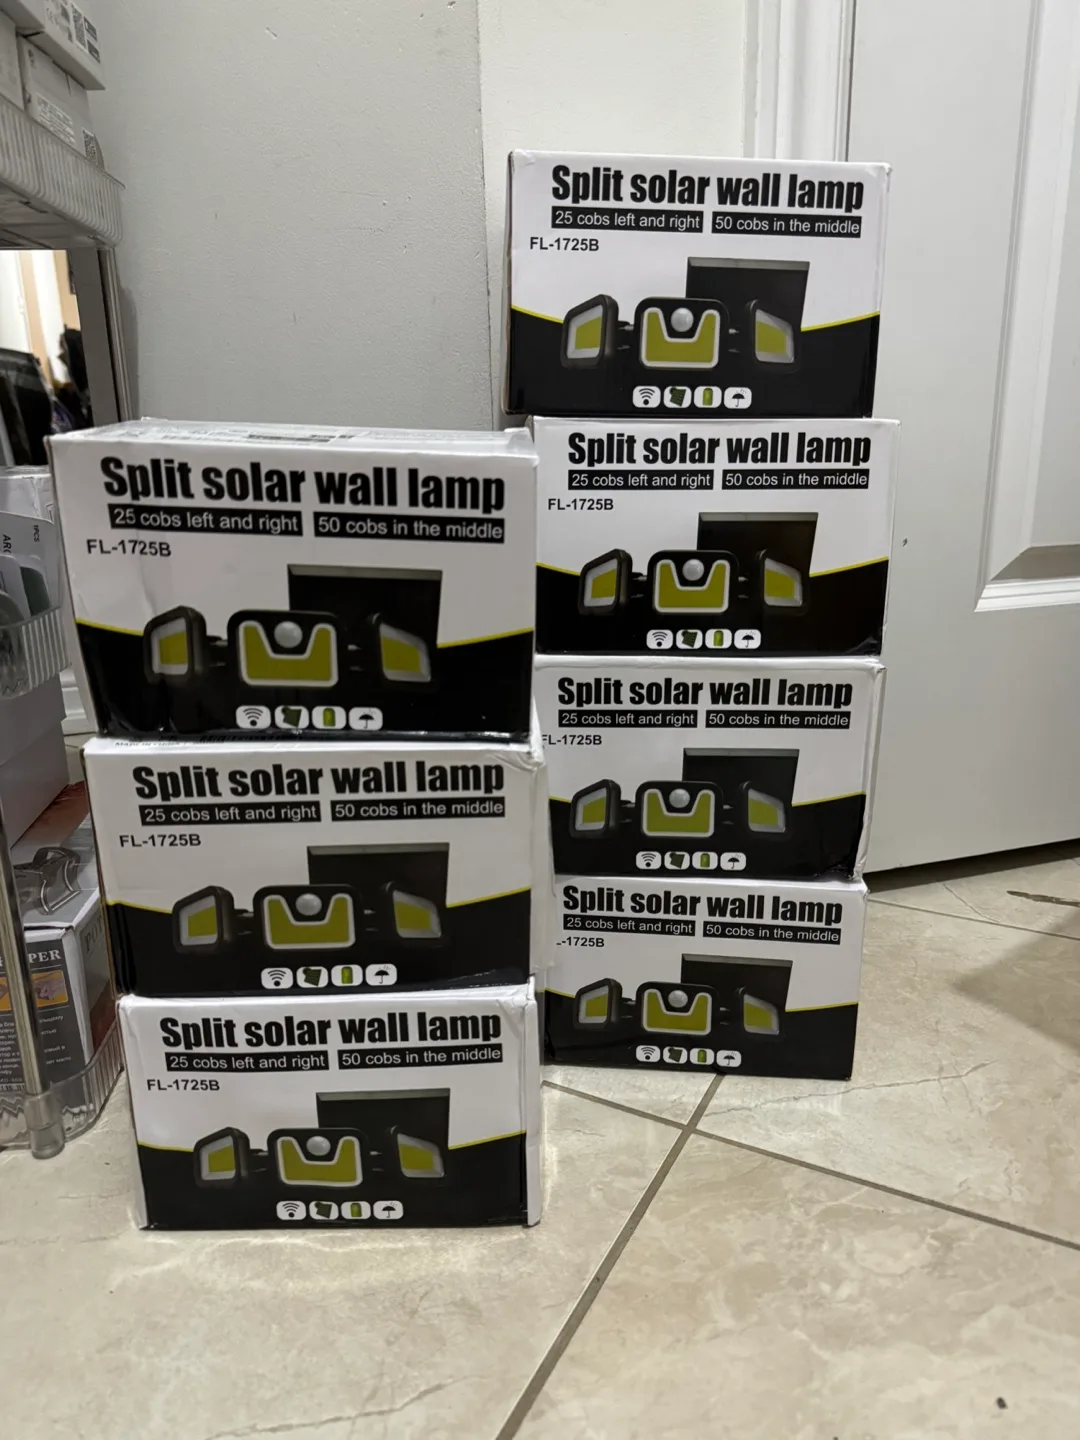 Split solar wall lamp
25 cobs left and right 50 cobs in the middle
FL-1725B
Split solar wall lamp
25 cobs left and right 50 cobs in the middle
FL-1725B
Split solar wall lamp
25 cobs left and right 50 cobs in the middle
FL-1725B
Split solar wall lamp
25 cobs left and right 50 cobs in the middle
-1725B
Split solar wall lamp
25 cobs left and right 50 cobs in the middle
FL-1725B
Split solar wall lamp
25 cobs left and right 50 cobs in the middle
FL-1725B
Split solar wall lamp
25 cobs left and right 50 cobs in the middle
FL-1725B
1PCS
PER